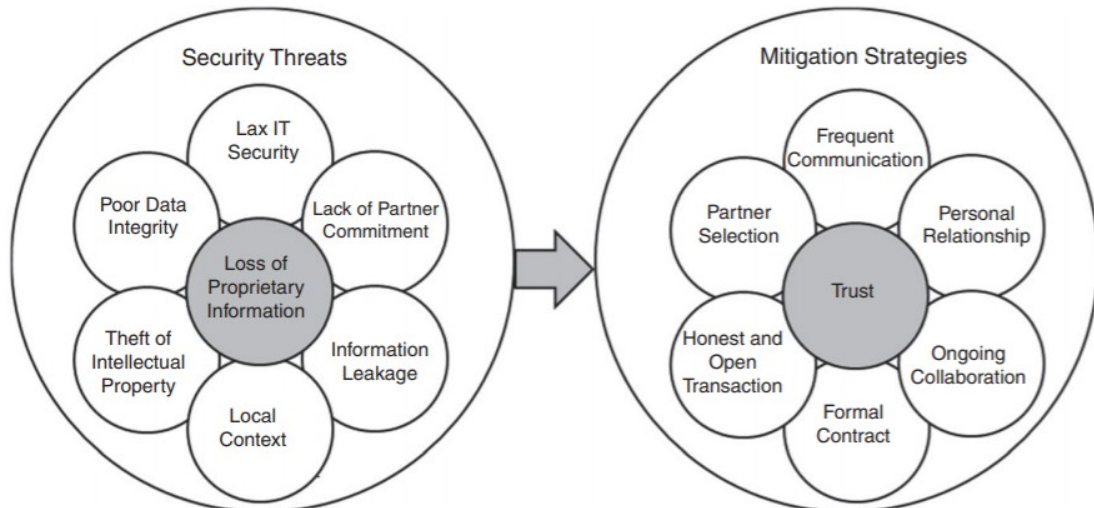 Security Threats
Lax IT
Security
Poor Data
Integrity
Lack of Partner
Commitment
Loss of
Proprietary
Information
Theft of
Intellectual
Property
Information
Leakage
Local
Context
Mitigation Strategies
Frequent
Communication
Partner
Selection
Personal
Relationship
Trust
Honest and
Open
Transaction
Ongoing
Collaboration
Formal
Contract